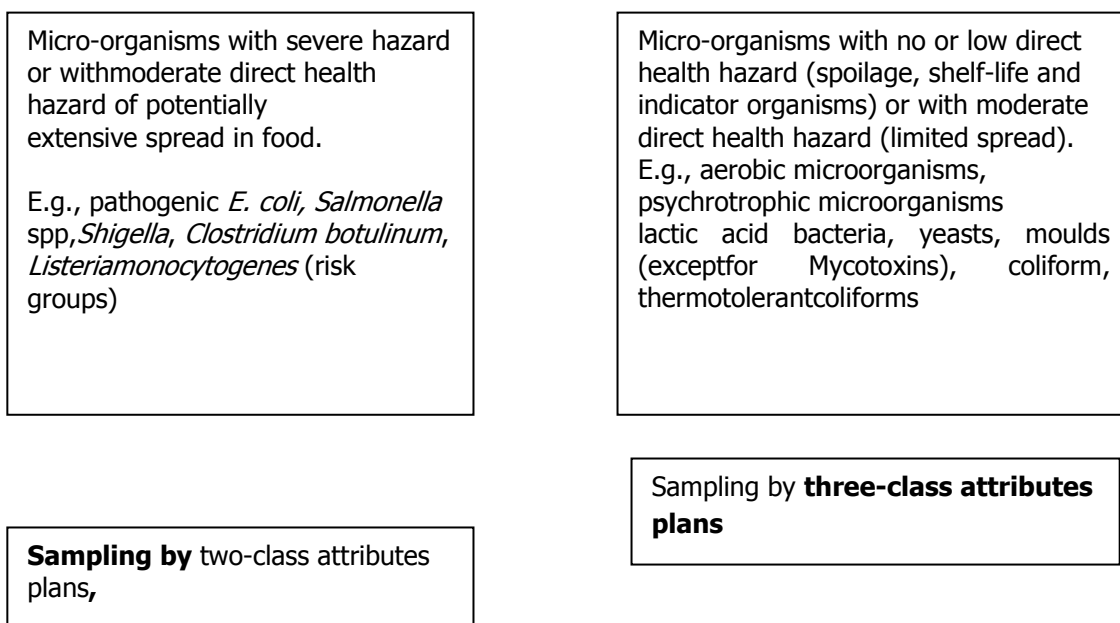 Micro-organisms with severe hazard
or withmoderate direct health
hazard of potentially
extensive spread in food.
E.g., pathogenic E. coli, Salmonella
spp,Shigella, Clostridium botulinum,
Listeriamonocytogenes (risk
groups)
Micro-organisms with no or low direct
health hazard (spoilage, shelf-life and
indicator organisms) or with moderate
direct health hazard (limited spread).
E.g., aerobic microorganisms,
psychrotrophic microorganisms
lactic acid bacteria, yeasts, moulds
(exceptfor Mycotoxins), coliform,
thermotolerantcoliforms
Sampling by three-class attributes
plans
Sampling by two-class attributes
plans,